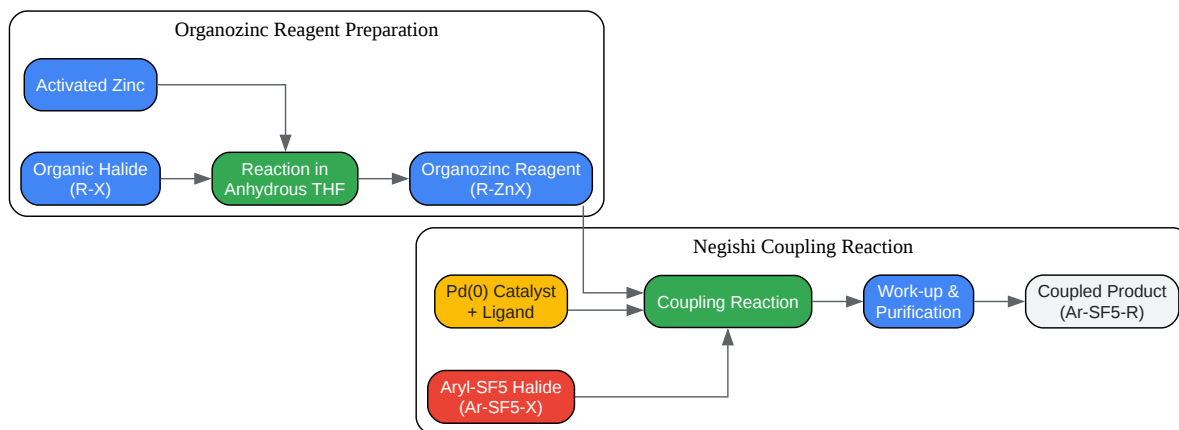 Organozinc Reagent Preparation
Activated Zinc
Organic Halide
(R-X)
Reaction in
Anhydrous THF
Organozinc Reagent
(R-ZnX)
Negishi Coupling Reaction
Pd(0) Catalyst
+ Ligand
Coupling Reaction
Work-up &
Purification
Coupled Product
(Ar-SF5-R)
Aryl-SF5 Halide
(Ar-SF5-X)